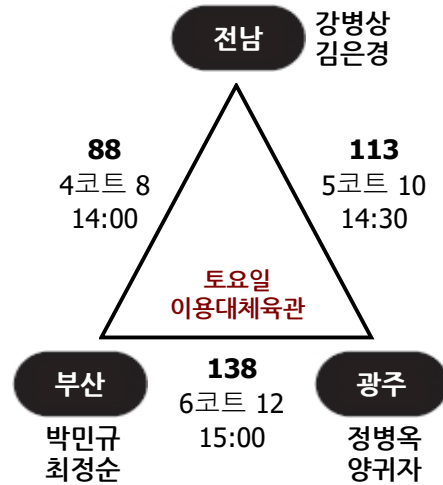 전남
강병상
김은경
88
4코트 8
14:00
113
5코트 10
14:30
토요일
이용대체육관
부산
138
6코트 12
15:00
광주
박민규
최정순
정병옥
양귀자